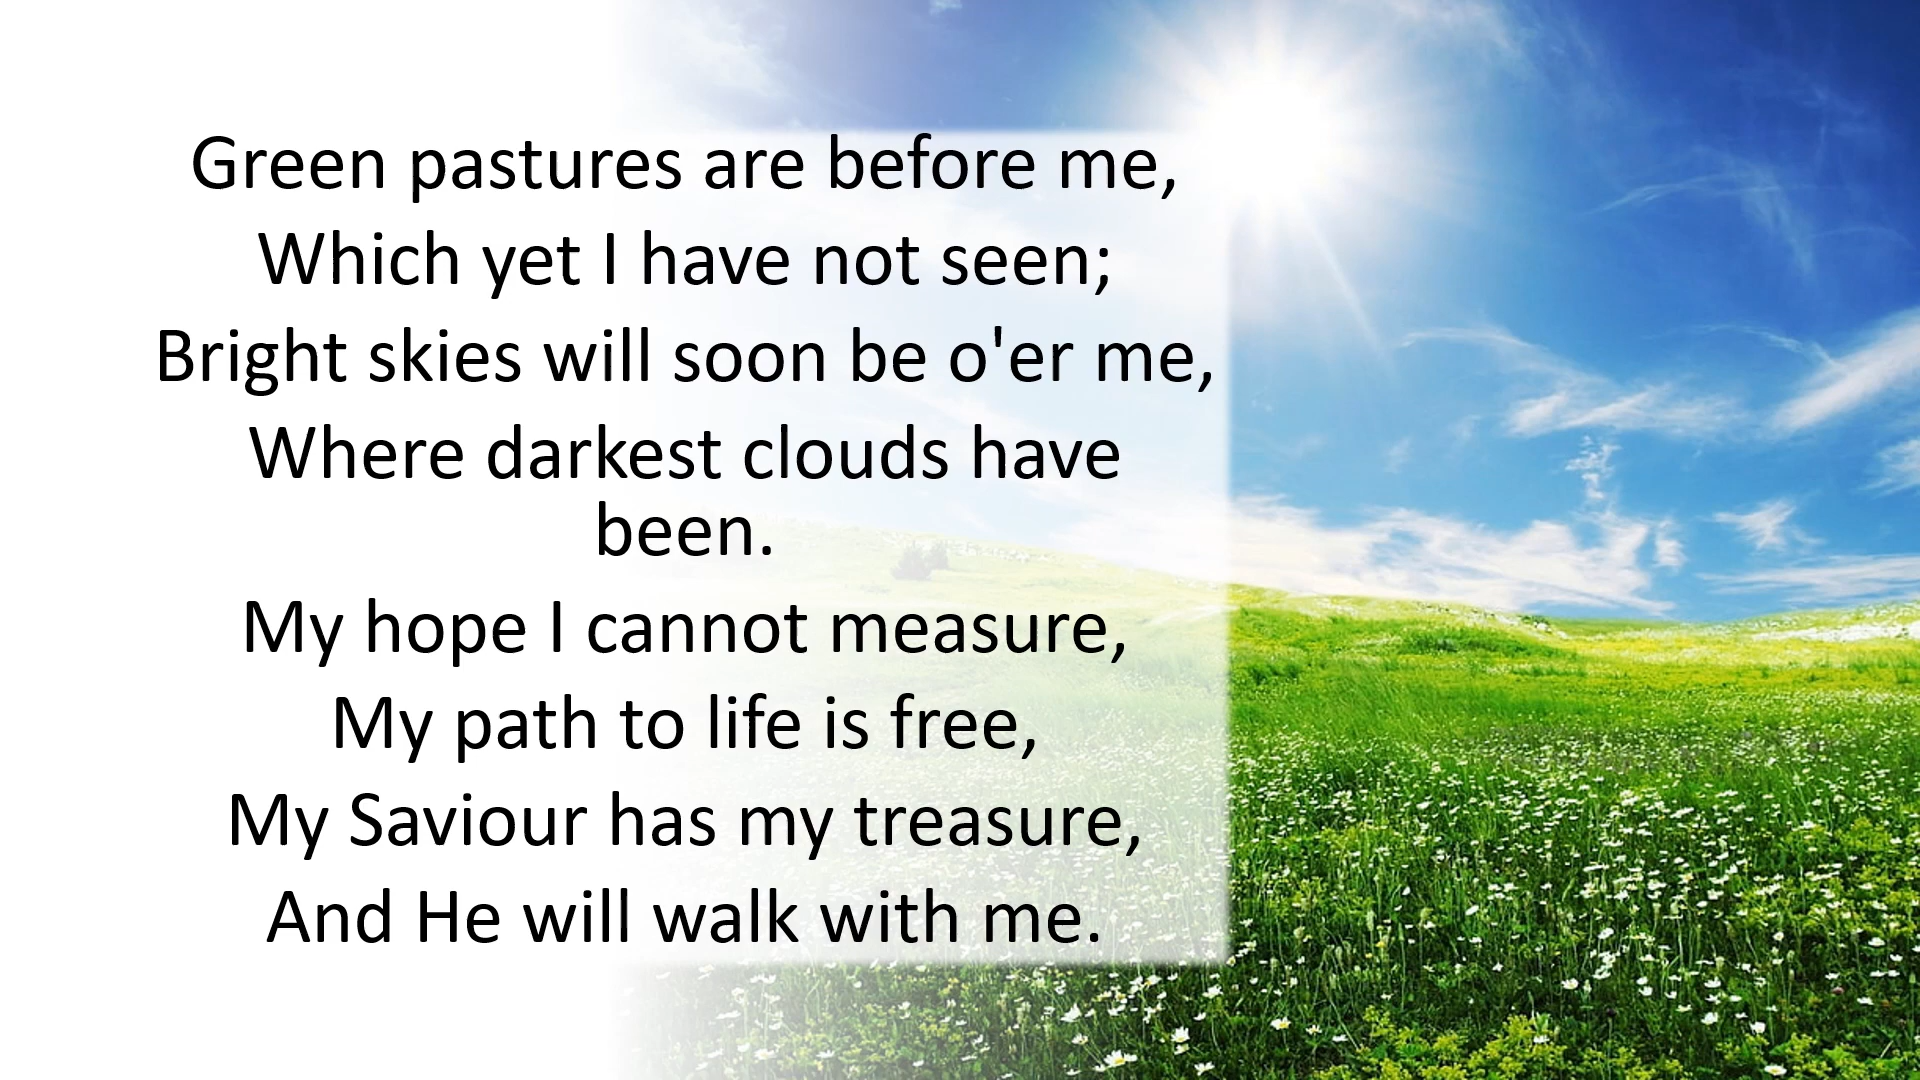 Green pastures are before me,
Which yet I have not seen;
Bright skies will soon be o'er me,
Where darkest clouds have
been.
My hope I cannot measure,
My path to life is free,
My Saviour has my treasure,
And He will walk with me.